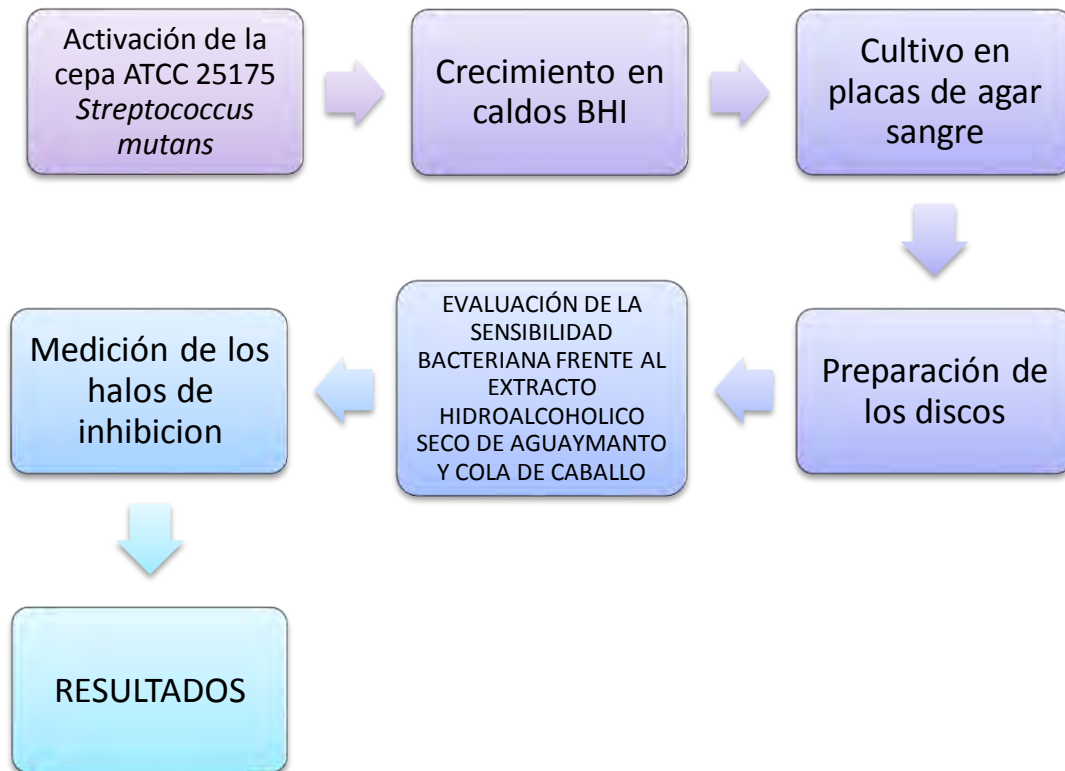 Activación de la
cepa ATCC 25175
Streptococcus
mutans
Crecimiento en
caldos BHI
Cultivo en
placas de agar
sangre
Preparación de
los discos
EVALUACIÓN DE LA
SENSIBILIDAD
BACTERIANA FRENTE AL
EXTRACTO
HIDROALCOHOLICO
SECO DE AGUAYMANTO
Y COLA DE CABALLO
Medición de los
halos de
inhibicion
RESULTADOS